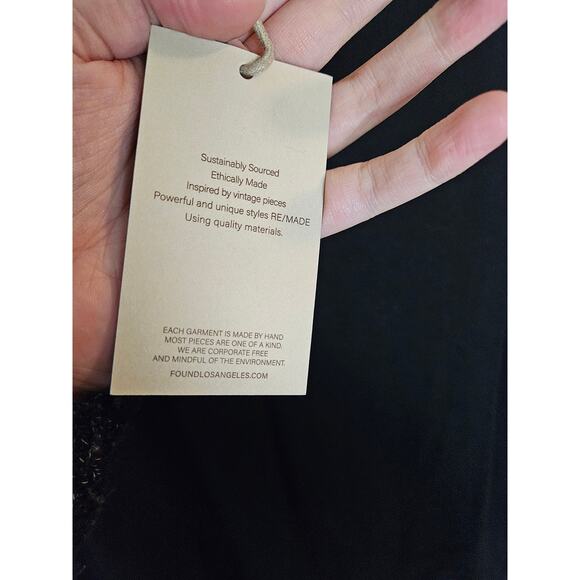 Sustainably Sourced
Ethically Made
Inspired by vintage pieces
Powerful and unique styles RE/MADE
Using quality materials.
EACH GARMENT IS MADE BY HAND
MOST PIECES ARE ONE OF A KIND.
WE ARE CORPORATE FREE
AND MINDFUL OF THE ENVIRONMENT.
FOUNDLOSANGELES.COM